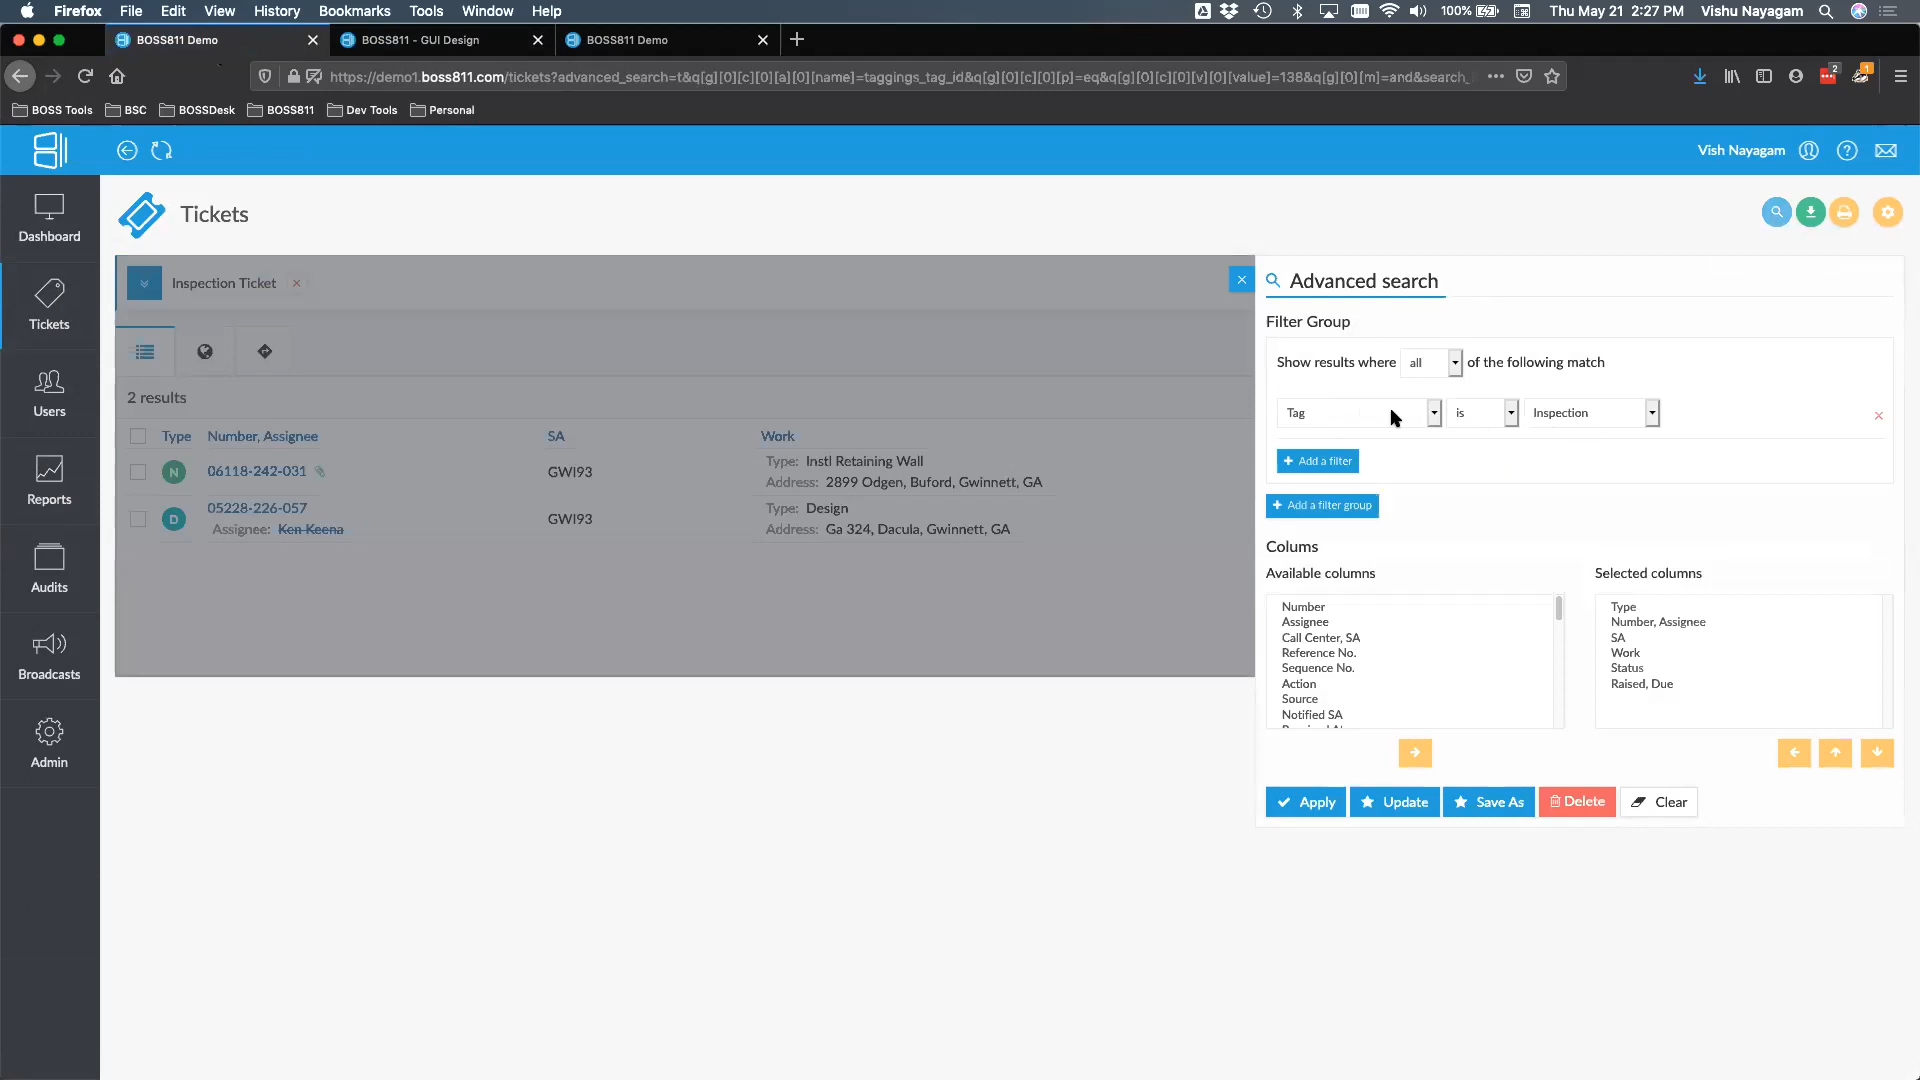 Firefox File Edit View History Bookmarks Tools Window Help 100% Thu May 21 2:27 PM Vishu Nayagam
BOSS811 Demo BOSS811 - GUI Design BOSS811 Demo
https://demo1.boss811.com/tickets?advanced_search=t&q[g][0][c][0][a][0][name]=taggings_tag_id&q[g][0][c][0][p]=eq&q[g][0][c][0][v][0][value]=138&q[g][0][m]=and&search_ 2 1
BOSS Tools BSC BOSSDesk BOSS811 Dev Tools Personal
Vish Nayagam
Dashboard
Tickets
Users
Reports
Audits
Broadcasts
Admin
Tickets
Inspection Ticket
2 results
Type Number, Assignee SA Work
N 06118-242-031 GWI93 Type: Instl Retaining Wall
Address: 2899 Odgen, Buford, Gwinnett, GA
D 05228-226-057 GWI93 Type: Design
Assignee: Ken Keena Address: Ga 324, Dacula, Gwinnett, GA
Advanced search
Filter Group
Show results where all of the following match
Tag is Inspection
Add a filter
Add a filter group
Colums
Available columns Selected columns
Number
Assignee
Call Center, SA
Reference No.
Sequence No.
Action
Source
Notified SA
Type
Number, Assignee
SA
Work
Status
Raised, Due
Apply Update Save As Delete Clear